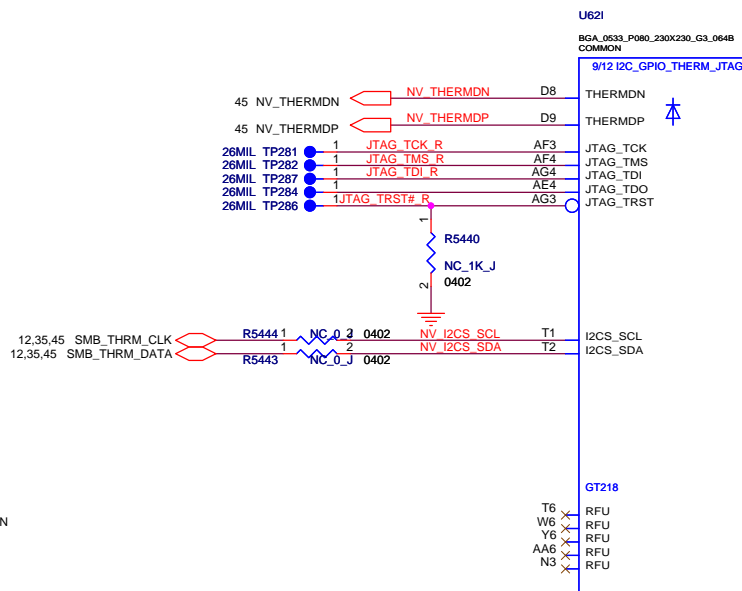 U62I
BGA_0533_P080_230X230_G3_064B
COMMON
9/12 I2C_GPIO_THERM_JTAG
45 NV_THERMDN NV_THERMDN D8 THERMDN
45 NV_THERMDP NV_THERMDP D9 THERMDP
26MIL TP281 1 JTAG_TCK_R AF3 JTAG_TCK
26MIL TP282 1 JTAG_TMS_R AF4 JTAG_TMS
26MIL TP287 1 JTAG_TDI_R AG4 JTAG_TDI
26MIL TP284 1 AE4 JTAG_TDO
26MIL TP286 1 JTAG_TRST#_R AG3 JTAG_TRST
1
R5440
NC_1K_J
2 0402
12,35,45 SMB_THRM_CLK R5444 1 NC_0_J 2 0402 NV_I2CS_SCL T1 I2CS_SCL
12,35,45 SMB_THRM_DATA R5443 1 NC_0_J 2 0402 NV_I2CS_SDA T2 I2CS_SDA
GT218
T6 RFU
N W6 RFU
Y6 RFU
AA6 RFU
N3 RFU